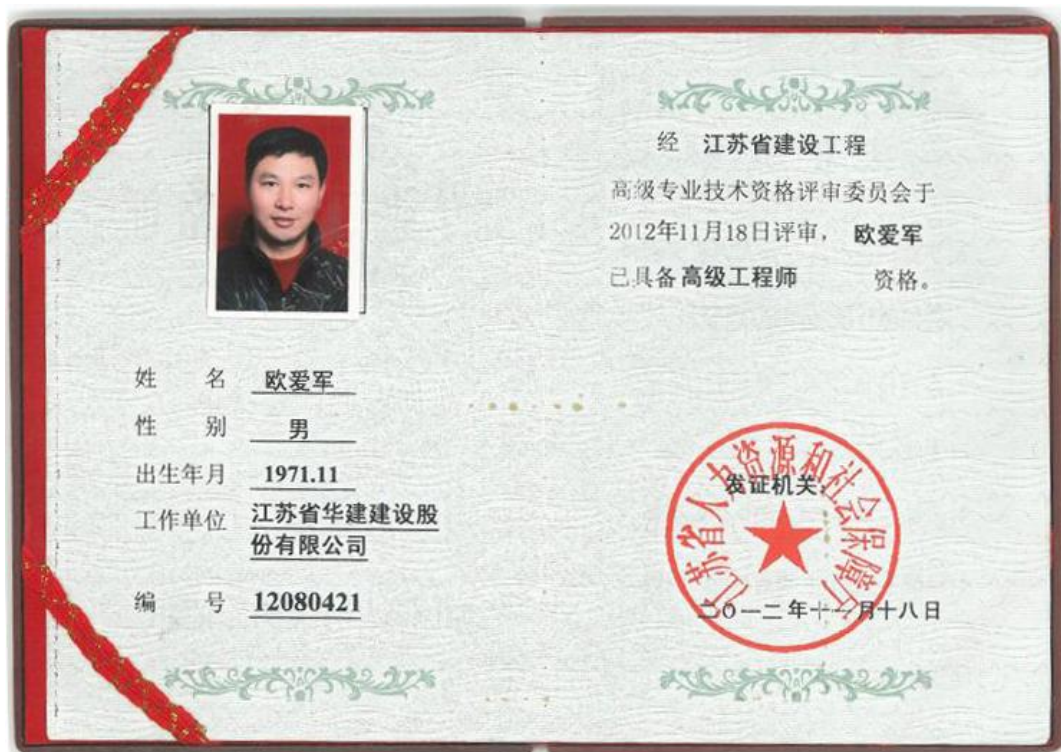 姓 名 欧爱军
性 别 男
出生年月 1971.11
工作单位 江苏省华建建设股
份有限公司
编 号 12080421
经 江苏省建设工程
高级专业技术资格评审委员会于
2012年11月18日评审， 欧爱军
已具备 高级工程师 资格。
江苏省人力资源和社会保障厅
发证机关：
二〇一二年十一月十八日